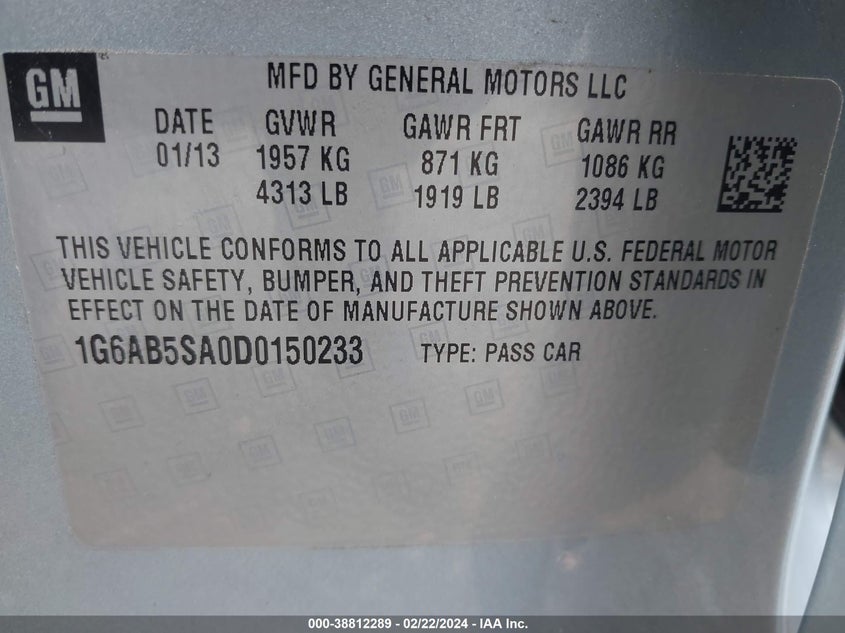 GM
MFD BY GENERAL MOTORS LLC
DATE GVWR GAWR FRT GAWR RR
01/13 1957 KG 871 KG 1086 KG
4313 LB 1919 LB 2394 LB
THIS VEHICLE CONFORMS TO ALL APPLICABLE U.S. FEDERAL MOTOR
VEHICLE SAFETY, BUMPER, AND THEFT PREVENTION STANDARDS IN
EFFECT ON THE DATE OF MANUFACTURE SHOWN ABOVE.
1G6AB5SA0D0150233 TYPE: PASS CAR
000-38812289 - 02/22/2024 - IAA Inc.